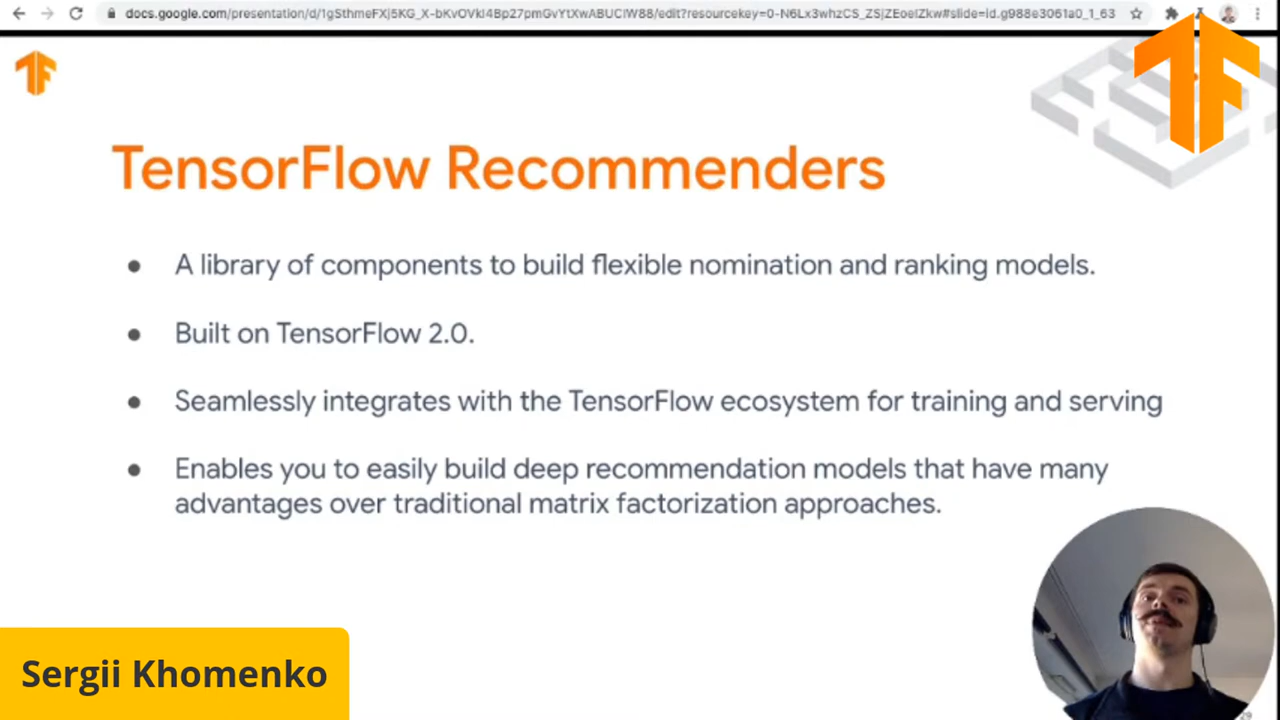 TensorFlow Recommenders
● A library of components to build flexible nomination and ranking models.
● Built on TensorFlow 2.0.
● Seamlessly integrates with the TensorFlow ecosystem for training and serving
● Enables you to easily build deep recommendation models that have many
advantages over traditional matrix factorization approaches.
Sergii Khomenko